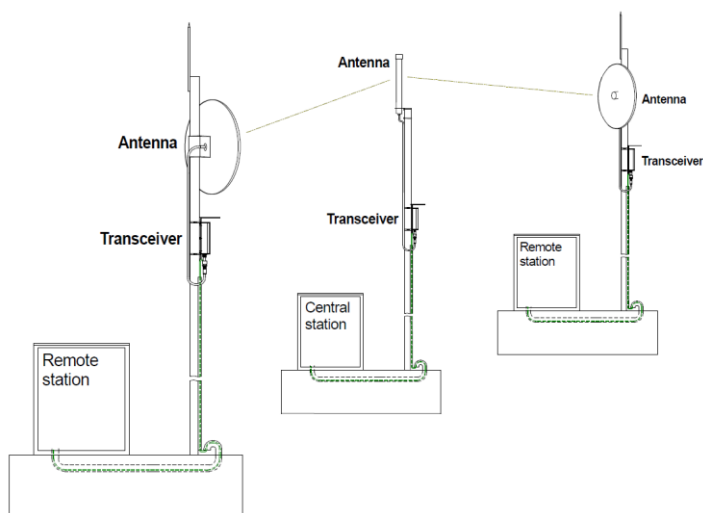 Antenna
Transceiver
Remote
station
Antenna
Transceiver
Central
station
Antenna
Transceiver
Remote
station